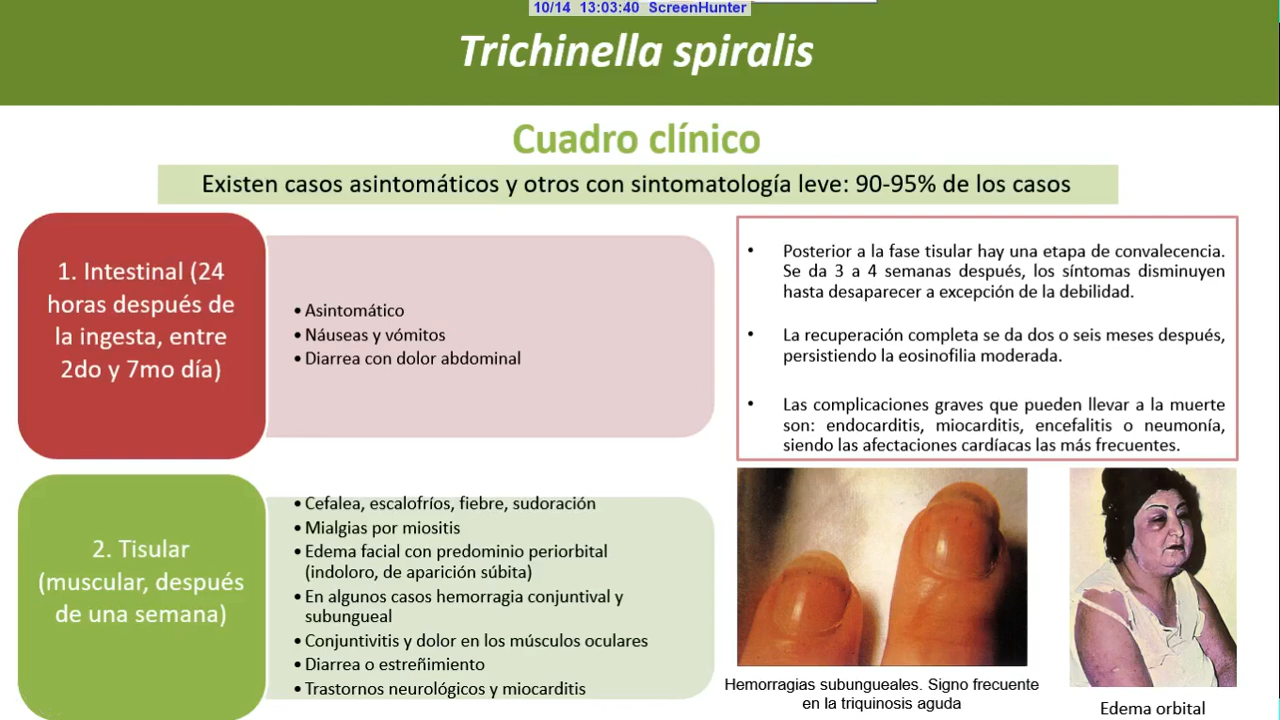 10/14 13:03:40 ScreenHunter
Trichinella spiralis
Cuadro clínico
Existen casos asintomáticos y otros con sintomatología leve: 90-95% de los casos
1. Intestinal (24
horas después de
la ingesta, entre
2do y 7mo día)
• Asintomático
• Náuseas y vómitos
• Diarrea con dolor abdominal
2. Tisular
(muscular, después
de una semana)
• Cefalea, escalofríos, fiebre, sudoración
• Mialgias por miositis
• Edema facial con predominio periorbital
(indoloro, de aparición súbita)
• En algunos casos hemorragia conjuntival y
subungueal
• Conjuntivitis y dolor en los músculos oculares
• Diarrea o estreñimiento
• Trastornos neurológicos y miocarditis
• Posterior a la fase tisular hay una etapa de convalecencia.
Se da 3 a 4 semanas después, los síntomas disminuyen
hasta desaparecer a excepción de la debilidad.
• La recuperación completa se da dos o seis meses después,
persistiendo la eosinofilia moderada.
• Las complicaciones graves que pueden llevar a la muerte
son: endocarditis, miocarditis, encefalitis o neumonía,
siendo las afectaciones cardíacas las más frecuentes.
Hemorragias subungueales. Signo frecuente
en la triquinosis aguda
Edema orbital